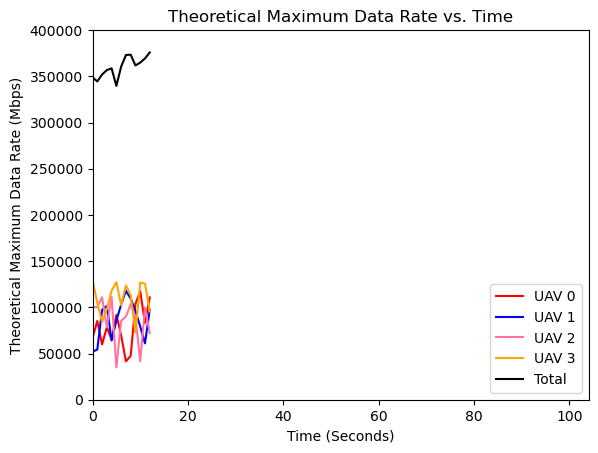 Theoretical Maximum Data Rate vs. Time
Theoretical Maximum Data Rate (Mbps)
400000
350000
300000
250000
200000
150000
100000
50000
0
0 20 40 60 80 100
Time (Seconds)
UAV 0
UAV 1
UAV 2
UAV 3
Total